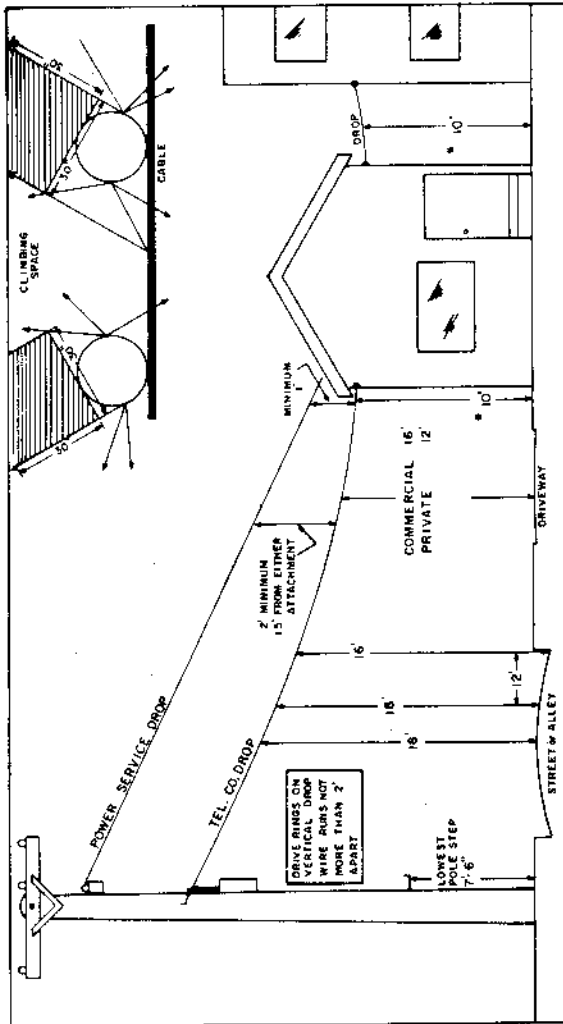 30"
30"
CLIMBING
SPACE
30"
30"
CABLE
POWER SERVICE DROP
TEL. CO. DROP
DRIVE RINGS ON
VERTICAL DROP
WIRE RUNS NOT
MORE THAN 2'
APART
LOWEST
POLE STEP
7'-6"
18'
18'
16'
12'
STREET or ALLEY
2' MINIMUM
15' FROM EITHER
ATTACHMENT
MINIMUM
1'
COMMERCIAL 16'
PRIVATE 12'
DRIVEWAY
10'
*
DROP
10'
*